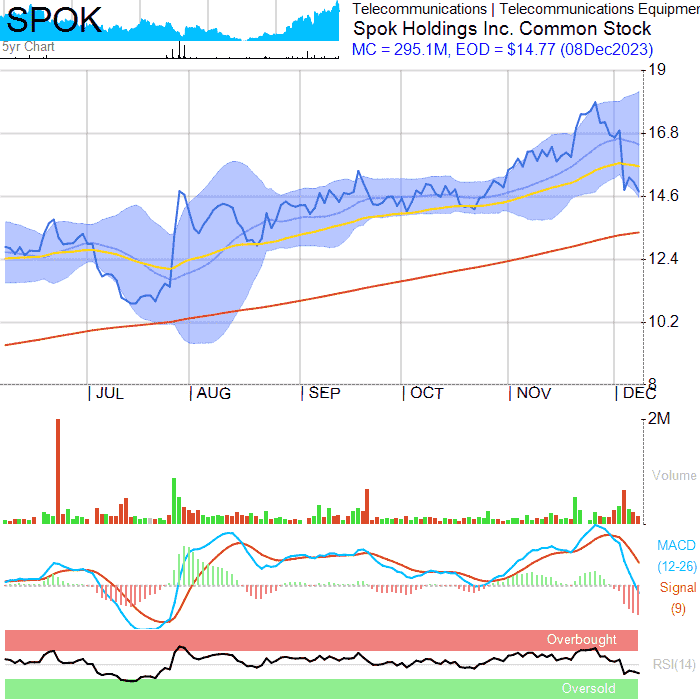 SPOK
5yr Chart
Telecommunications | Telecommunications Equipmen
Spok Holdings Inc. Common Stock
MC = 295.1M, EOD = $14.77 (08Dec2023)
19
16.8
14.6
12.4
10.2
8
JUL
AUG
SEP
OCT
NOV
DEC
2M
Volume
MACD
(12-26)
Signal
(9)
Overbought
RSI(14)
Oversold